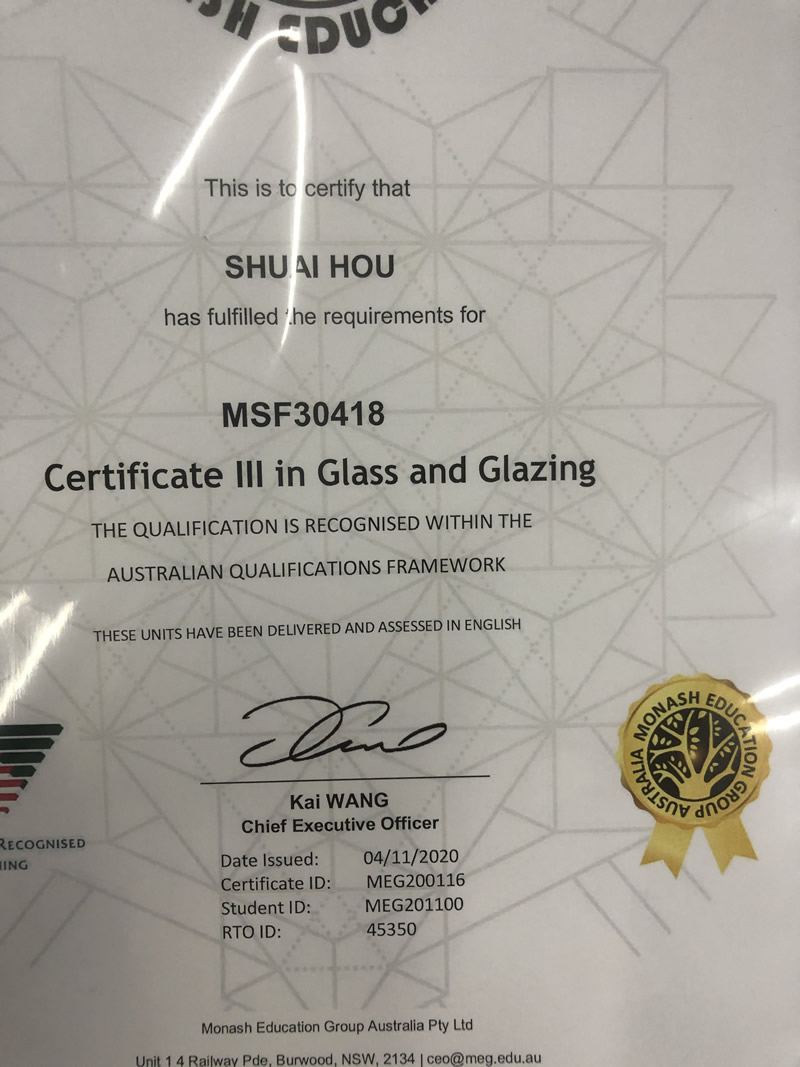 SH EDUC
This is to certify that
SHUAI HOU
has fulfilled the requirements for
MSF30418
Certificate III in Glass and Glazing
THE QUALIFICATION IS RECOGNISED WITHIN THE
AUSTRALIAN QUALIFICATIONS FRAMEWORK
THESE UNITS HAVE BEEN DELIVERED AND ASSESSED IN ENGLISH
MONASH EDUCATION GROUP AUSTRALIA
Kai WANG
Chief Executive Officer
RECOGNISED
NING
Date Issued: 04/11/2020
Certificate ID: MEG200116
Student ID: MEG201100
RTO ID: 45350
Monash Education Group Australia Pty Ltd
Unit 1 4 Railway Pde, Burwood, NSW, 2134 | ceo@meg.edu.au